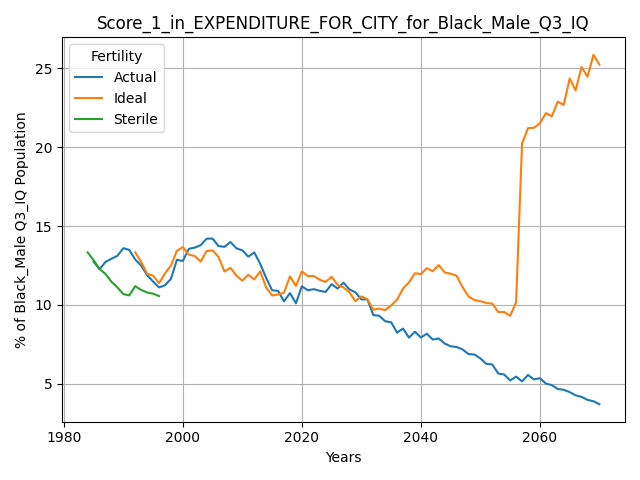 Score_1_in_EXPENDITURE_FOR_CITY_for_Black_Male_Q3_IQ
Fertility
Actual
Ideal
Sterile
% of Black_Male Q3_IQ Population
25
20
15
10
5
1980
2000
2020
2040
2060
Years